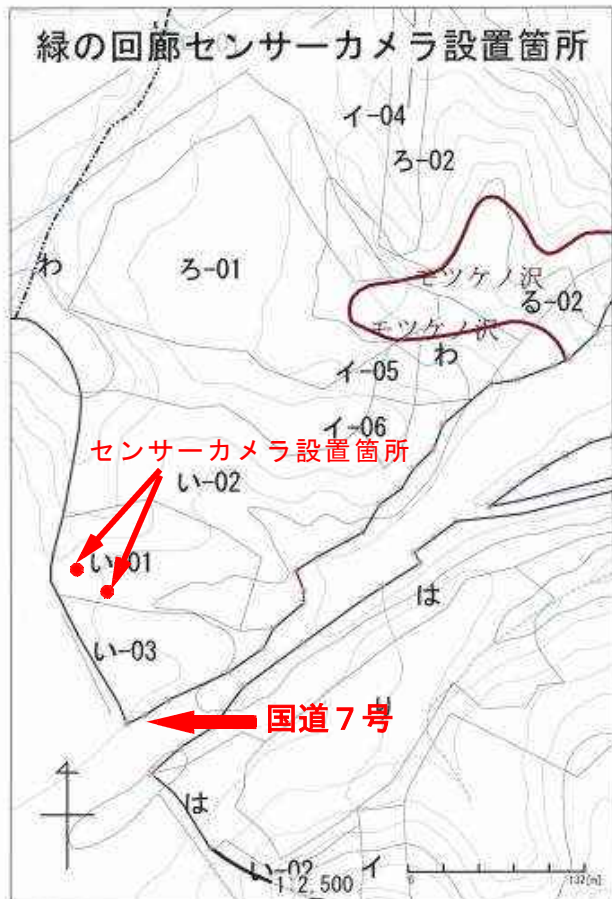 緑の回廊センサーカメラ設置箇所
イ-04
ろ-02
わ
ろ-01
モツケノ沢
る-02
モツケノ沢
わ
イ-05
イ-06
センサーカメラ設置箇所
い-02
い-01
は
い-03
り
国道７号
は
い-02
イ
1:2,500
0
132[m]